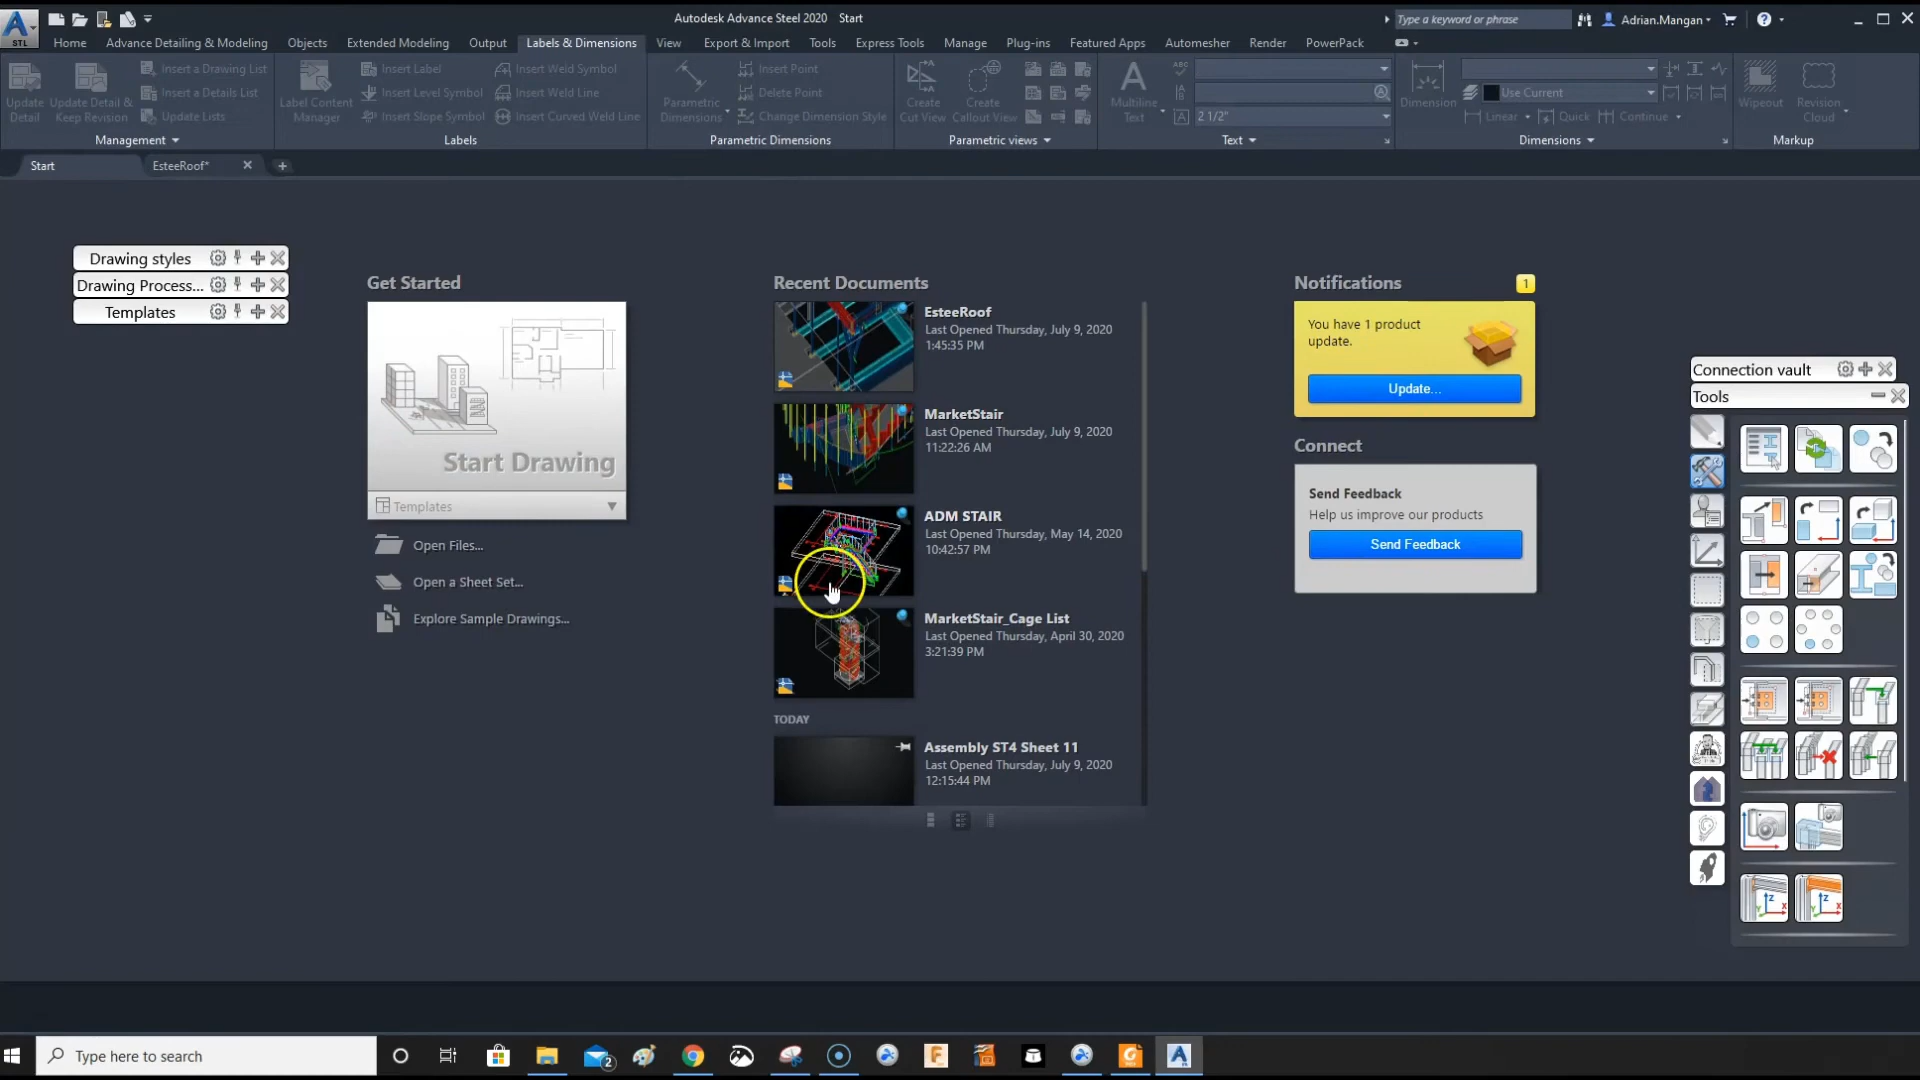 Autodesk Advance Steel 2020 Start
Type a keyword or phrase
Adrian.Mangan
STL
Home
Advance Detailing & Modeling
Objects
Extended Modeling
Output
Labels & Dimensions
View
Export & Import
Tools
Express Tools
Manage
Plug-ins
Featured Apps
Automesher
Render
PowerPack
Update Detail
Update Detail & Keep Revision
Insert a Drawing List
Insert a Details List
Update Lists
Label Content Manager
Insert Label
Insert Level Symbol
Insert Slope Symbol
Insert Weld Symbol
Insert Weld Line
Insert Curved Weld Line
Parametric Dimensions
Insert Point
Delete Point
Change Dimension Style
Create Cut View
Create Callout View
Multiline Text
ABC
2 1/2"
Dimension
Use Current
Linear
Quick
Continue
Wipeout
Revision Cloud
Management
Labels
Parametric Dimensions
Parametric views
Text
Dimensions
Markup
Start
EsteeRoof*
Drawing styles
Drawing Process...
Templates
Get Started
Start Drawing
Templates
Open Files...
Open a Sheet Set...
Explore Sample Drawings...
Recent Documents
EsteeRoof
Last Opened Thursday, July 9, 2020
1:45:35 PM
MarketStair
Last Opened Thursday, July 9, 2020
11:22:26 AM
ADM STAIR
Last Opened Thursday, May 14, 2020
10:42:57 PM
MarketStair_Cage List
Last Opened Thursday, April 30, 2020
3:21:39 PM
TODAY
Assembly ST4 Sheet 11
Last Opened Thursday, July 9, 2020
12:15:44 PM
Notifications
1
You have 1 product
update.
Update...
Connect
Send Feedback
Help us improve our products
Send Feedback
Connection vault
Tools
Type here to search
2